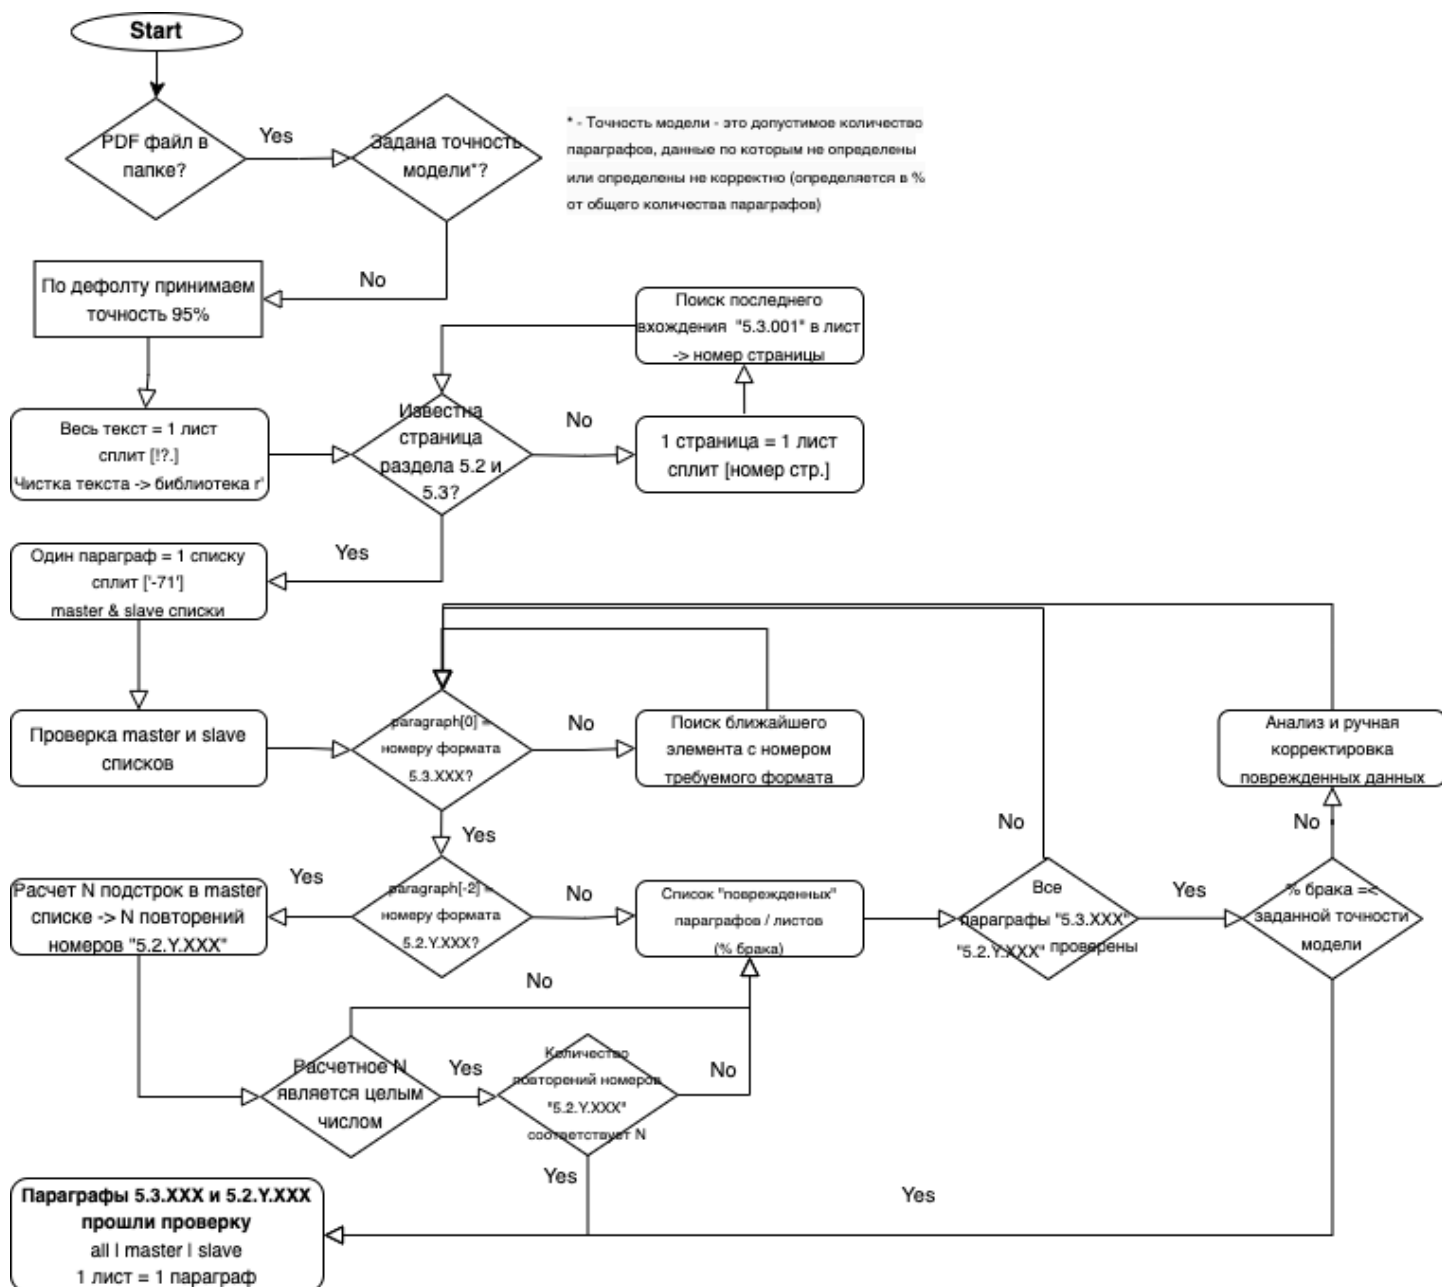 Start
PDF файл в
папке?
Yes
Задана точность
модели*?
* - Точность модели - это допустимое количество
параграфов, данные по которым не определены
или определены не корректно (определяется в %
от общего количества параграфов)
No
По дефолту принимаем
точность 95%
Поиск последнего
вхождения "5.3.001" в лист
-> номер страницы
Весь текст = 1 лист
сплит [!?.]
Чистка текста -> библиотека r'
Известна
страница
раздела 5.2 и
5.3?
No
1 страница = 1 лист
сплит [номер стр.]
Yes
Один параграф = 1 списку
сплит ['-71']
master & slave списки
Проверка master и slave
списков
paragraph[0] =
номеру формата
5.3.XXX?
No
Поиск ближайшего
элемента с номером
требуемого формата
Анализ и ручная
корректировка
поврежденных данных
Yes
No
No
Расчет N подстрок в master
списке -> N повторений
номеров "5.2.Y.XXX"
Yes
paragraph[-2] =
номеру формата
5.2.Y.XXX?
No
Список "поврежденных"
параграфов / листов
(% брака)
Все
параграфы "5.3.XXX"
"5.2.Y.XXX" проверены
Yes
% брака =<
заданной точности
модели
No
Расчетное N
является целым
числом
Yes
Количество
повторений номеров
"5.2.Y.XXX"
соответствует N
No
Yes
Yes
Параграфы 5.3.XXX и 5.2.Y.XXX
прошли проверку
all | master | slave
1 лист = 1 параграф